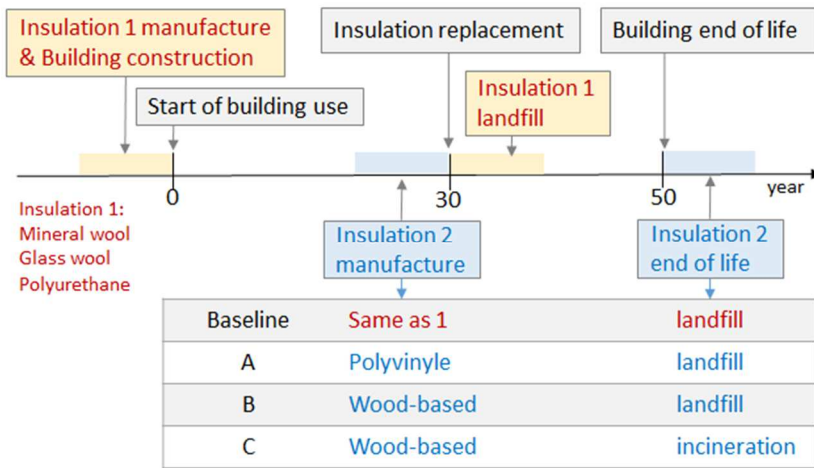 Insulation 1 manufacture
& Building construction
Insulation replacement
Building end of life
Start of building use
Insulation 1
landfill
0
30
50
year
Insulation 1:
Mineral wool
Glass wool
Polyurethane
Insulation 2
manufacture
Insulation 2
end of life
Baseline Same as 1 landfill
A Polyvinyle landfill
B Wood-based landfill
C Wood-based incineration